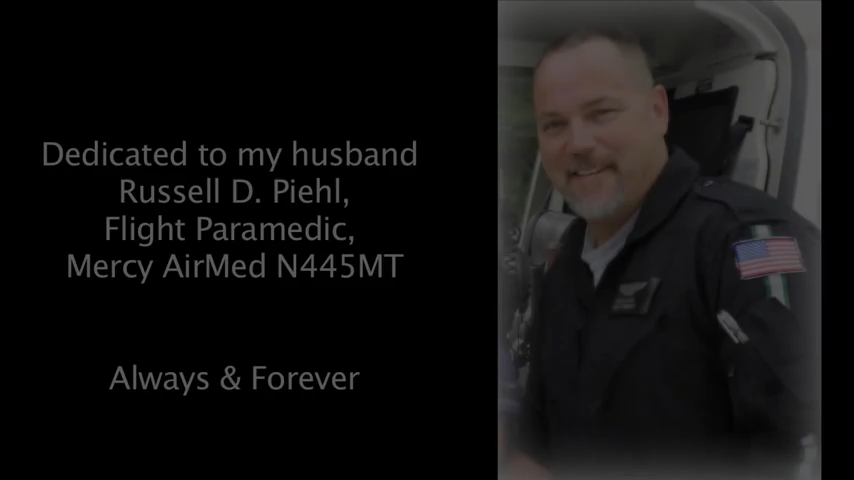 Dedicated to my husband
Russell D. Piehl,
Flight Paramedic,
Mercy AirMed N445MT
Always & Forever